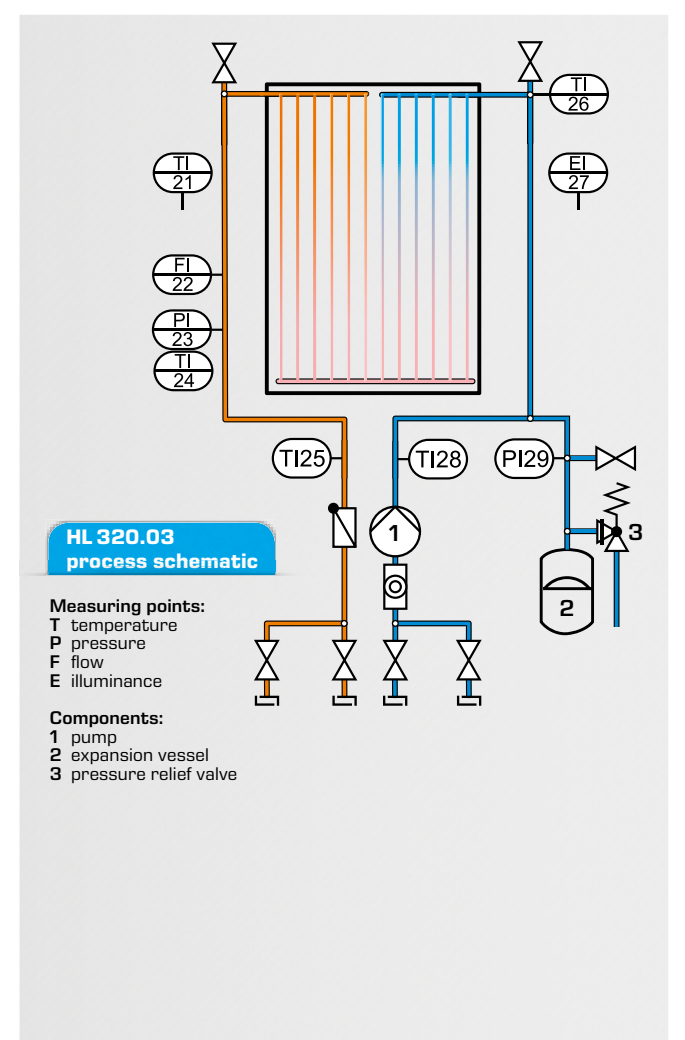 TI
26
TI
21
EI
27
FI
22
PI
23
TI
24
TI25
TI28
PI29
1
3
HL 320.03
process schematic
2
Measuring points:
T temperature
P pressure
F flow
E illuminance
Components:
1 pump
2 expansion vessel
3 pressure relief valve